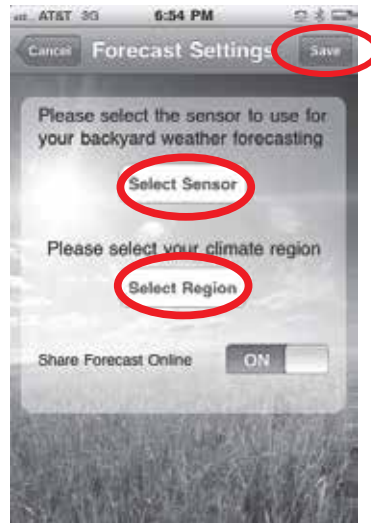 AT&T 3G 6:54 PM
Cancel Forecast Settings Save
Please select the sensor to use for
your backyard weather forecasting
Select Sensor
Please select your climate region
Select Region
Share Forecast Online ON